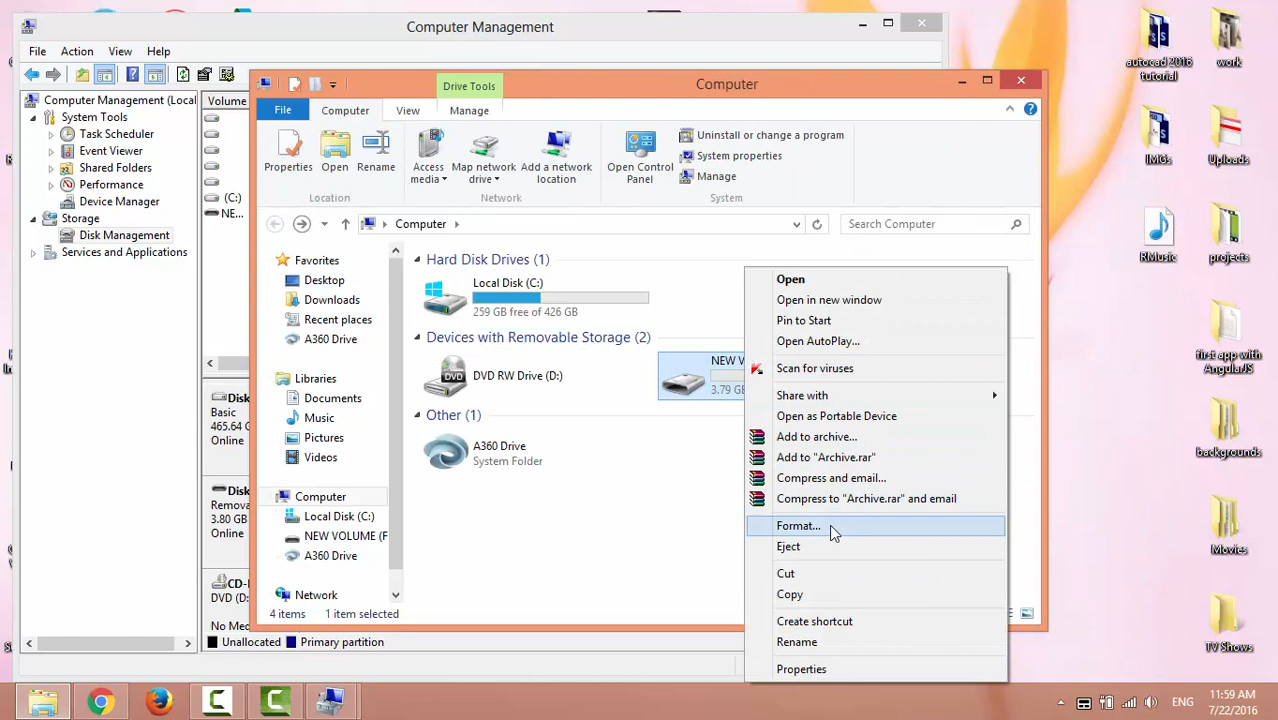 Computer Management
File Action View Help
Computer Management (Local
System Tools
Task Scheduler
Event Viewer
Shared Folders
Performance
Device Manager
Storage
Disk Management
Services and Applications
Volume
(C:)
NE...
Disk
Basic
465.64
Online
Disk
Remova
3.80 GB
Online
CD-
DVD (D:
No Med
Unallocated Primary partition
Drive Tools
Computer
File Computer View Manage
Properties Open Rename
Location
Access media
Map network drive
Add a network location
Network
Open Control Panel
Uninstall or change a program
System properties
Manage
System
Computer
Search Computer
Favorites
Desktop
Downloads
Recent places
A360 Drive
Libraries
Documents
Music
Pictures
Videos
Computer
Local Disk (C:)
NEW VOLUME (F
A360 Drive
Network
Hard Disk Drives (1)
Local Disk (C:)
259 GB free of 426 GB
Devices with Removable Storage (2)
DVD RW Drive (D:)
DVD
NEW V
3.79 GB
Other (1)
A360 Drive
System Folder
4 items 1 item selected
Open
Open in new window
Pin to Start
Open AutoPlay...
Scan for viruses
Share with
Open as Portable Device
Add to archive...
Add to "Archive.rar"
Compress and email...
Compress to "Archive.rar" and email
Format...
Eject
Cut
Copy
Create shortcut
Rename
Properties
autocad 2016 tutorial
work
IMGs
Uploads
RMusic
projects
first app with AngularJS
backgrounds
Movies
TV Shows
ENG
11:59 AM
7/22/2016